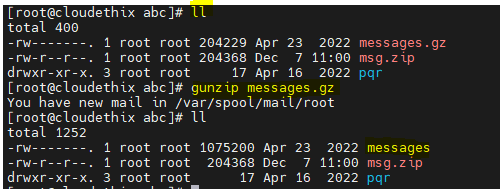 [root@cloudethix abc]# ll
total 400
-rw-------. 1 root root 204229 Apr 23  2022 messages.gz
-rw-r--r--. 1 root root 204368 Dec  7 11:00 msg.zip
drwxr-xr-x. 3 root root     17 Apr 16  2022 pqr
[root@cloudethix abc]# gunzip messages.gz
You have new mail in /var/spool/mail/root
[root@cloudethix abc]# ll
total 1252
-rw-------. 1 root root 1075200 Apr 23  2022 messages
-rw-r--r--. 1 root root  204368 Dec  7 11:00 msg.zip
drwxr-xr-x. 3 root root      17 Apr 16  2022 pqr
[root@cloudethix abc]#